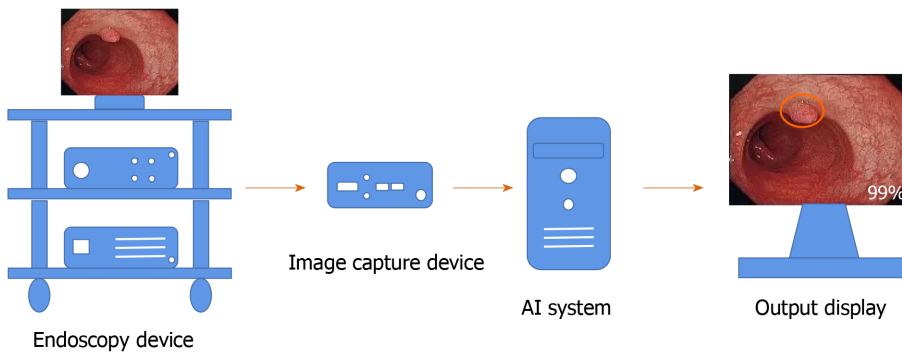 99%
Image capture device
AI system
Output display
Endoscopy device